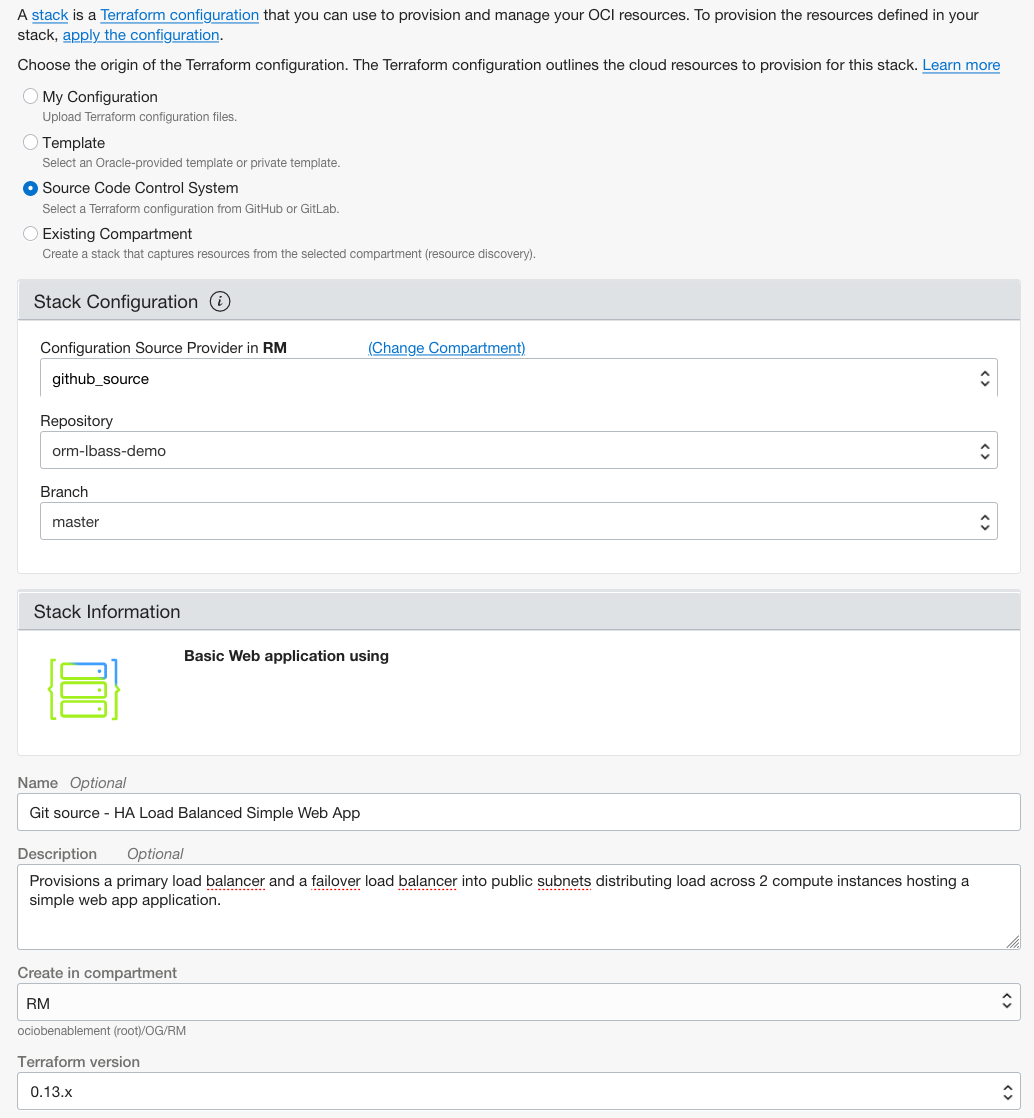 A stack is a Terraform configuration that you can use to provision and manage your OCI resources. To provision the resources defined in your
stack, apply the configuration.
Choose the origin of the Terraform configuration. The Terraform configuration outlines the cloud resources to provision for this stack. Learn more
My Configuration
Upload Terraform configuration files.
Template
Select an Oracle-provided template or private template.
Source Code Control System
Select a Terraform configuration from GitHub or GitLab.
Existing Compartment
Create a stack that captures resources from the selected compartment (resource discovery).
Stack Configuration i
Configuration Source Provider in RM (Change Compartment)
github_source
Repository
orm-lbass-demo
Branch
master
Stack Information
Basic Web application using
Name Optional
Git source - HA Load Balanced Simple Web App
Description Optional
Provisions a primary load balancer and a failover load balancer into public subnets distributing load across 2 compute instances hosting a
simple web app application.
Create in compartment
RM
ociobenablement (root)/OG/RM
Terraform version
0.13.x